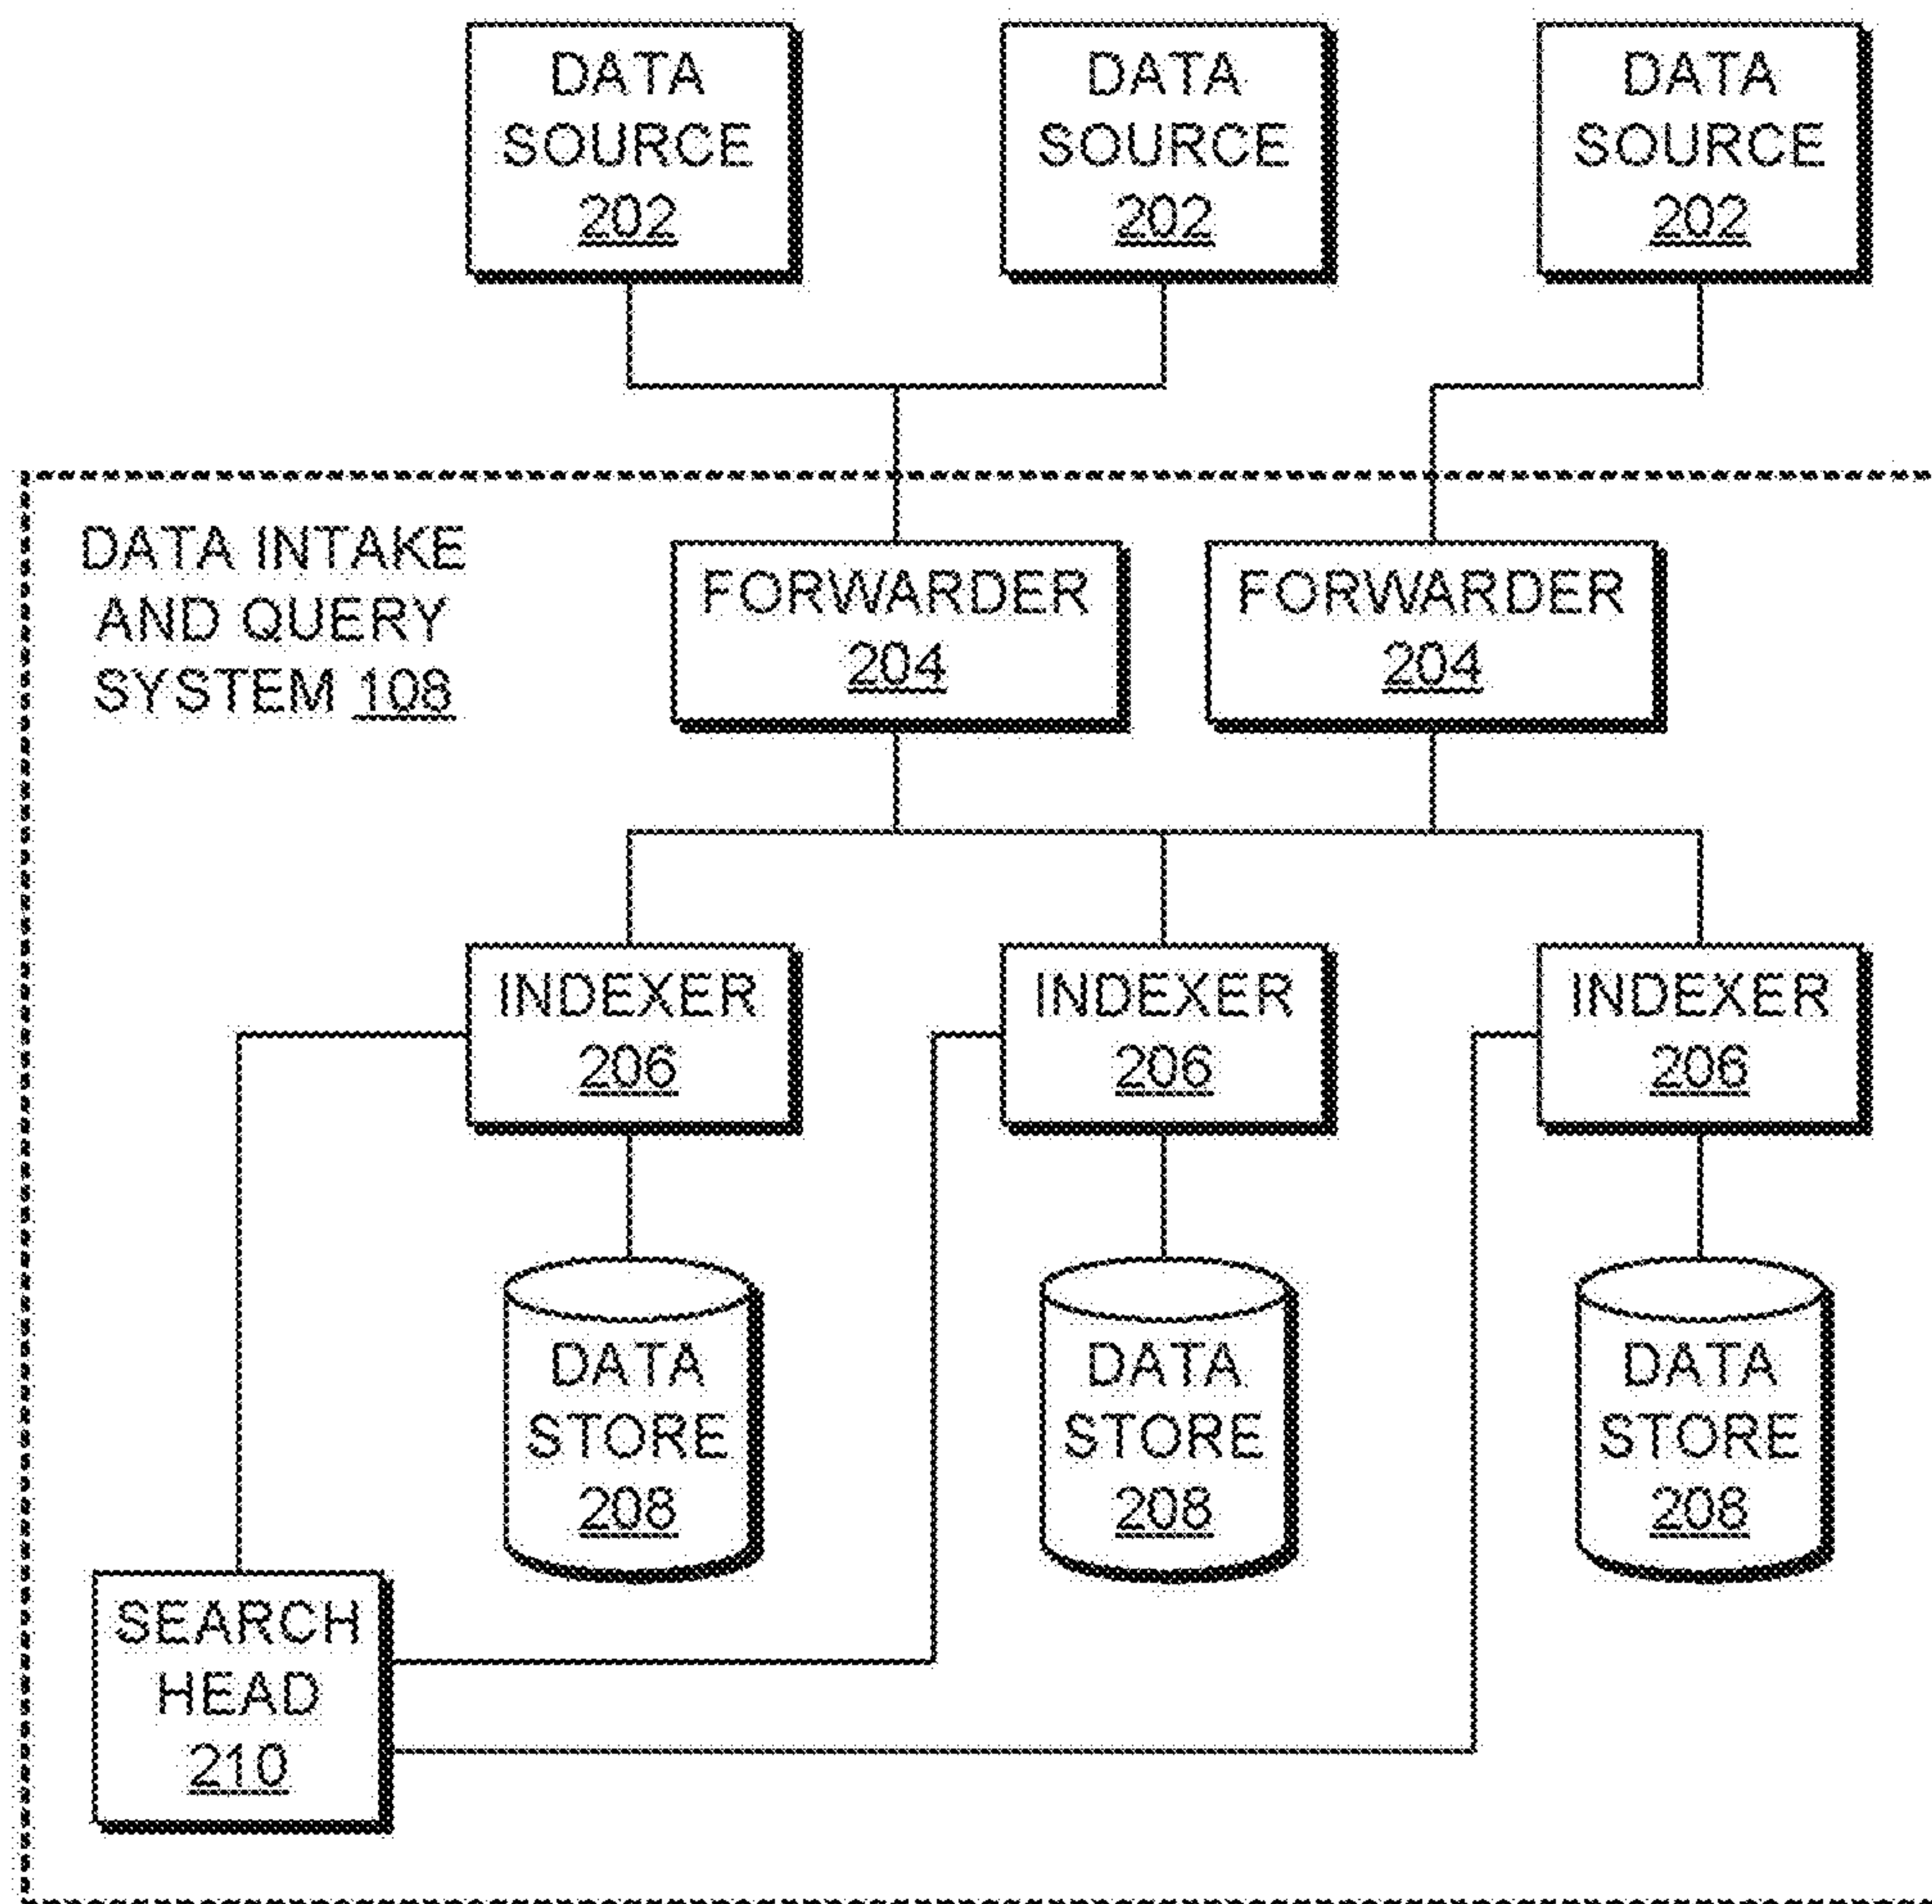 DATA
SOURCE
202
DATA
SOURCE
202
DATA
SOURCE
202
DATA INTAKE
AND QUERY
SYSTEM 108
FORWARDER
204
FORWARDER
204
INDEXER
206
INDEXER
206
INDEXER
206
DATA
STORE
208
DATA
STORE
208
DATA
STORE
208
SEARCH
HEAD
210